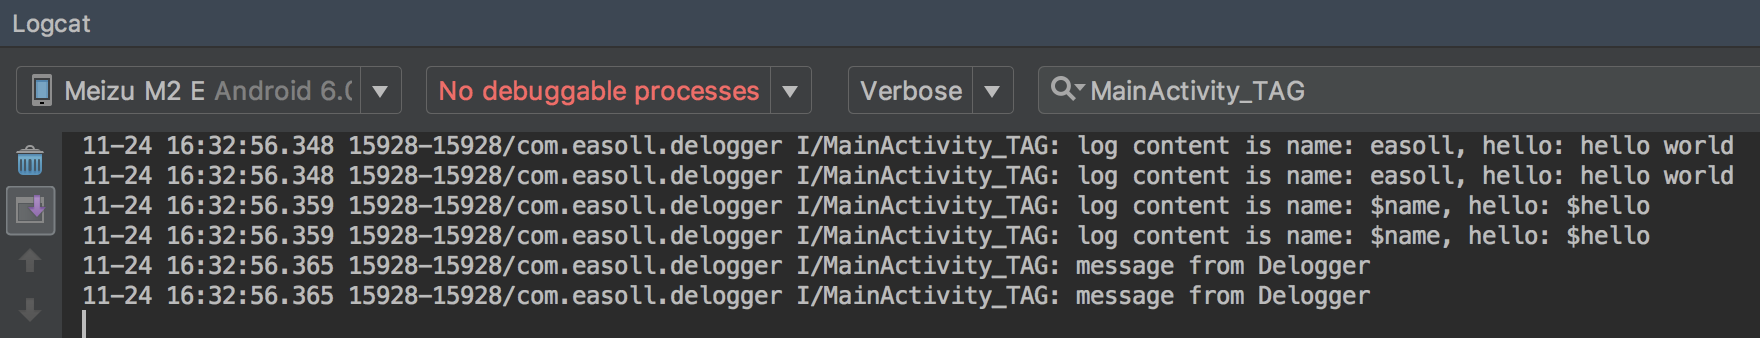 Logcat
Meizu M2 E Android 6.0 No debuggable processes Verbose MainActivity_TAG
11-24 16:32:56.348 15928-15928/com.easoll.delogger I/MainActivity_TAG: log content is name: easoll, hello: hello world
11-24 16:32:56.348 15928-15928/com.easoll.delogger I/MainActivity_TAG: log content is name: easoll, hello: hello world
11-24 16:32:56.359 15928-15928/com.easoll.delogger I/MainActivity_TAG: log content is name: $name, hello: $hello
11-24 16:32:56.359 15928-15928/com.easoll.delogger I/MainActivity_TAG: log content is name: $name, hello: $hello
11-24 16:32:56.365 15928-15928/com.easoll.delogger I/MainActivity_TAG: message from Delogger
11-24 16:32:56.365 15928-15928/com.easoll.delogger I/MainActivity_TAG: message from Delogger